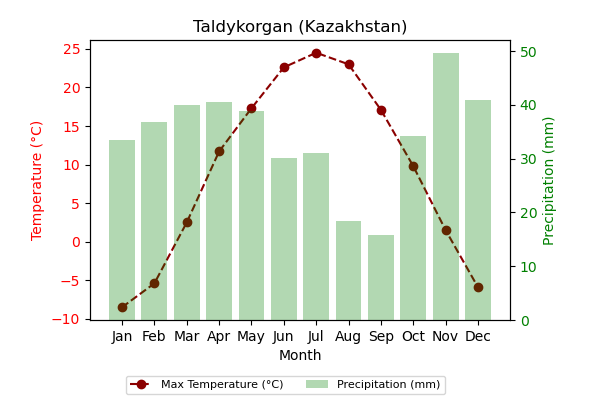 Taldykorgan (Kazakhstan)
25
20
15
10
5
0
−5
−10
Temperature (°C)
50
40
30
20
10
0
Precipitation (mm)
Jan Feb Mar Apr May Jun Jul Aug Sep Oct Nov Dec
Month
Max Temperature (°C) Precipitation (mm)